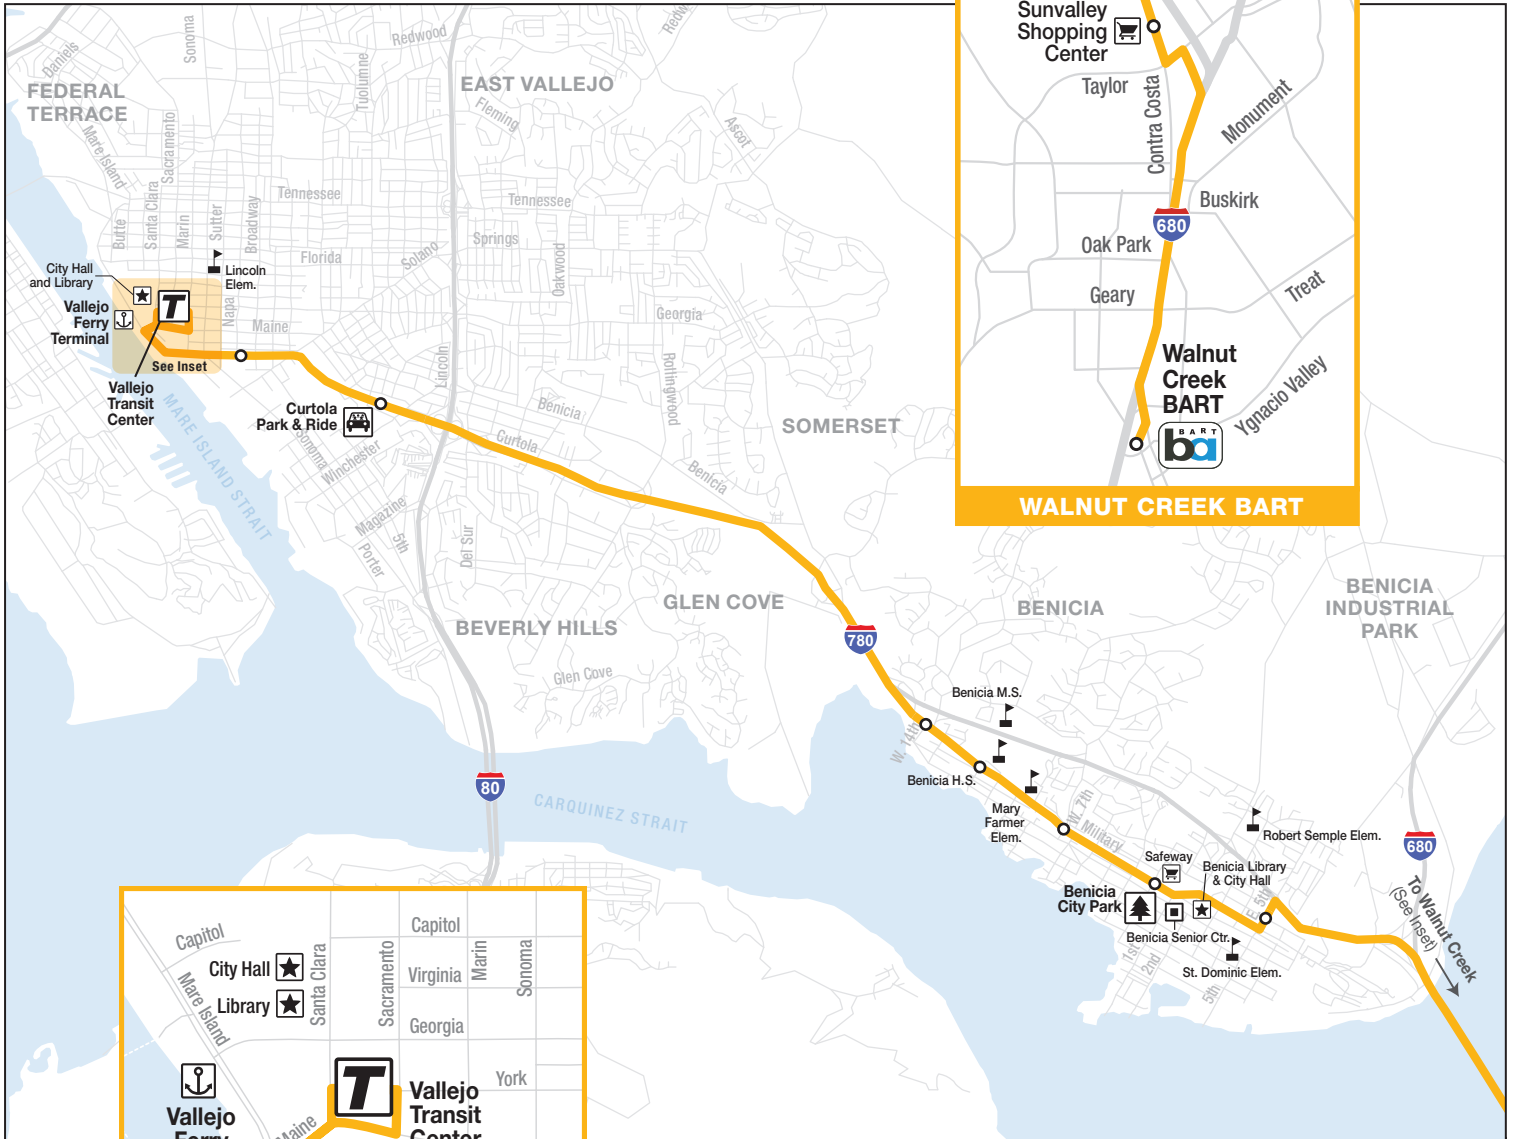 Sunvalley
Shopping
Center
Taylor
Contra Costa
Monument
Buskirk
680
Oak Park
Geary
Treat
Walnut
Creek
BART
BART
ba
Ygnacio Valley
WALNUT CREEK BART
Daniels
Sonoma
Redwood
FEDERAL
TERRACE
Tuolumne
EAST VALLEJO
Fleming
Ascot
Mare Island
Sacramento
Tennessee
Tennessee
Butte
Santa Clara
Marin
Sutter
Broadway
Florida
Solano
Springs
Oakwood
City Hall
and Library
Lincoln
Elem.
T
Vallejo
Ferry
Terminal
Napa
Maine
Georgia
See Inset
Vallejo
Transit
Center
Lincoln
Rollingwood
Curtola
Park & Ride
Benicia
SOMERSET
MARE ISLAND STRAIT
Sonoma
Winchester
Curtola
Benicia
Magazine
5th
Porter
Del Sur
GLEN COVE
BENICIA
BENICIA
INDUSTRIAL
PARK
BEVERLY HILLS
780
Glen Cove
Benicia M.S.
W. 14th
Benicia H.S.
80
CARQUINEZ STRAIT
Mary
Farmer
Elem.
W. 7th
Military
Robert Semple Elem.
680
Safeway
Benicia Library
& City Hall
Benicia
City Park
E. 5th
To Walnut Creek
(See Inset)
Benicia Senior Ctr.
1st
2nd
St. Dominic Elem.
5th
Capitol
Capitol
City Hall
Santa Clara
Sacramento
Marin
Sonoma
Virginia
Library
Mare Island
Georgia
T
York
Vallejo
Transit
Center
Vallejo
Ferry
Maine